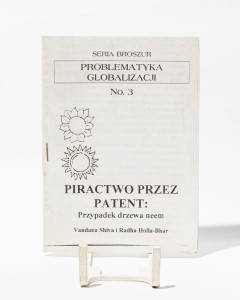 SERIA BROSZUR
PROBLEMATYKA
GLOBALIZACJI
No. 3
PIRACTWO PRZEZ
PATENT:
Przypadek drzewa neem
Vandana Shiva i Radha Holla-Bhar